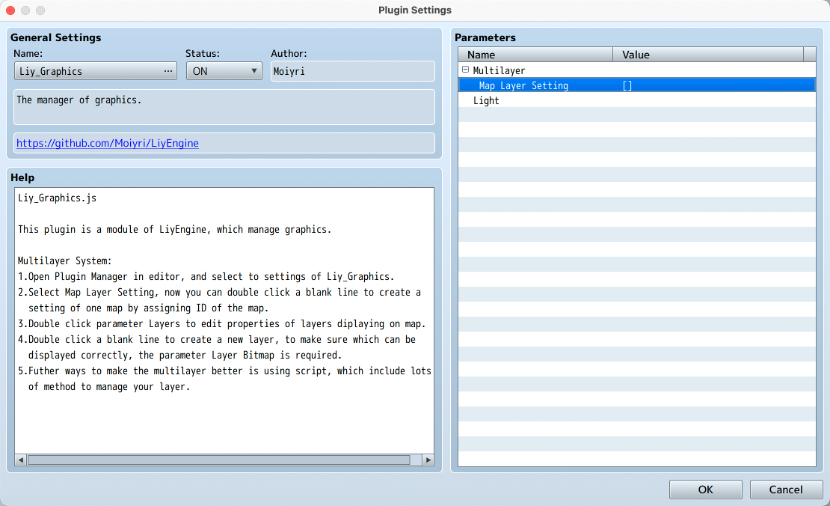 Plugin Settings
General Settings
Name:
Status:
Author:
Liy_Graphics ...
ON
Moiyri
The manager of graphics.
https://github.com/Moiyri/LiyEngine
Help
Liy_Graphics.js
This plugin is a module of LiyEngine, which manage graphics.
Multilayer System:
1.Open Plugin Manager in editor, and select to settings of Liy_Graphics.
2.Select Map Layer Setting, now you can double click a blank line to create a
setting of one map by assigning ID of the map.
3.Double click parameter Layers to edit properties of layers diplaying on map.
4.Double click a blank line to create a new layer, to make sure which can be
displayed correctly, the parameter Layer Bitmap is required.
5.Futher ways to make the multilayer better is using script, which include lots
of method to manage your layer.
Parameters
Name Value
Multilayer
Map Layer Setting []
Light
OK
Cancel